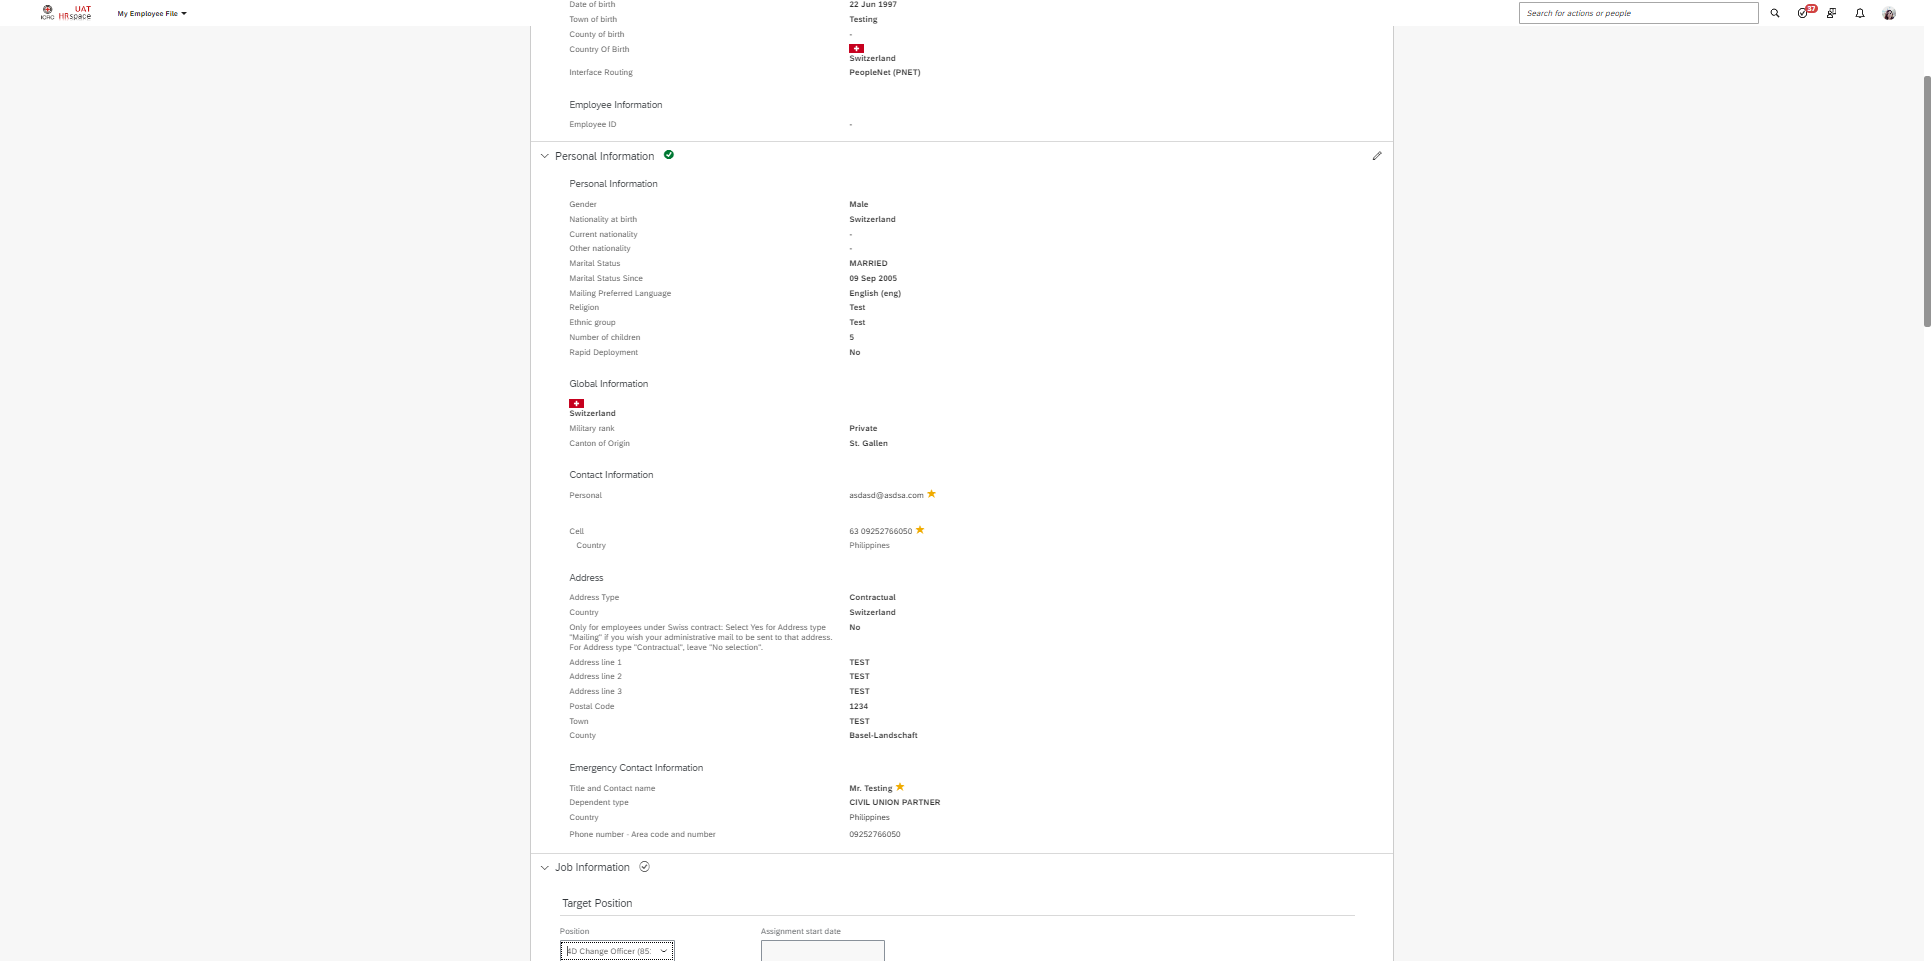 ICRC
UAT
HRspace
My Employee File
Search for actions or people
37
Date of birth
22 Jun 1997
Town of birth
Testing
County of birth
-
Country Of Birth
Switzerland
Interface Routing
PeopleNet (PNET)
Employee Information
Employee ID
-
Personal Information
Personal Information
Gender
Male
Nationality at birth
Switzerland
Current nationality
-
Other nationality
-
Marital Status
MARRIED
Marital Status Since
09 Sep 2005
Mailing Preferred Language
English (eng)
Religion
Test
Ethnic group
Test
Number of children
5
Rapid Deployment
No
Global Information
Switzerland
Military rank
Private
Canton of Origin
St. Gallen
Contact Information
Personal
asdasd@asdsa.com
Cell
63 09252766050
Country
Philippines
Address
Address Type
Contractual
Country
Switzerland
Only for employees under Swiss contract: Select Yes for Address type
"Mailing" if you wish your administrative mail to be sent to that address.
For Address type "Contractual", leave "No selection".
No
Address line 1
TEST
Address line 2
TEST
Address line 3
TEST
Postal Code
1234
Town
TEST
County
Basel-Landschaft
Emergency Contact Information
Title and Contact name
Mr. Testing
Dependent type
CIVIL UNION PARTNER
Country
Philippines
Phone number - Area code and number
09252766050
Job Information
Target Position
Position
Assignment start date
4D Change Officer (85: